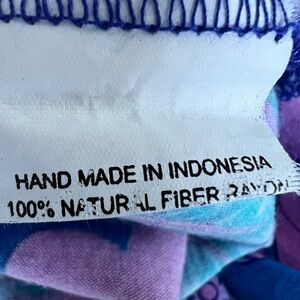 HAND MADE IN INDONESIA
100% NATURAL FIBER RAYON